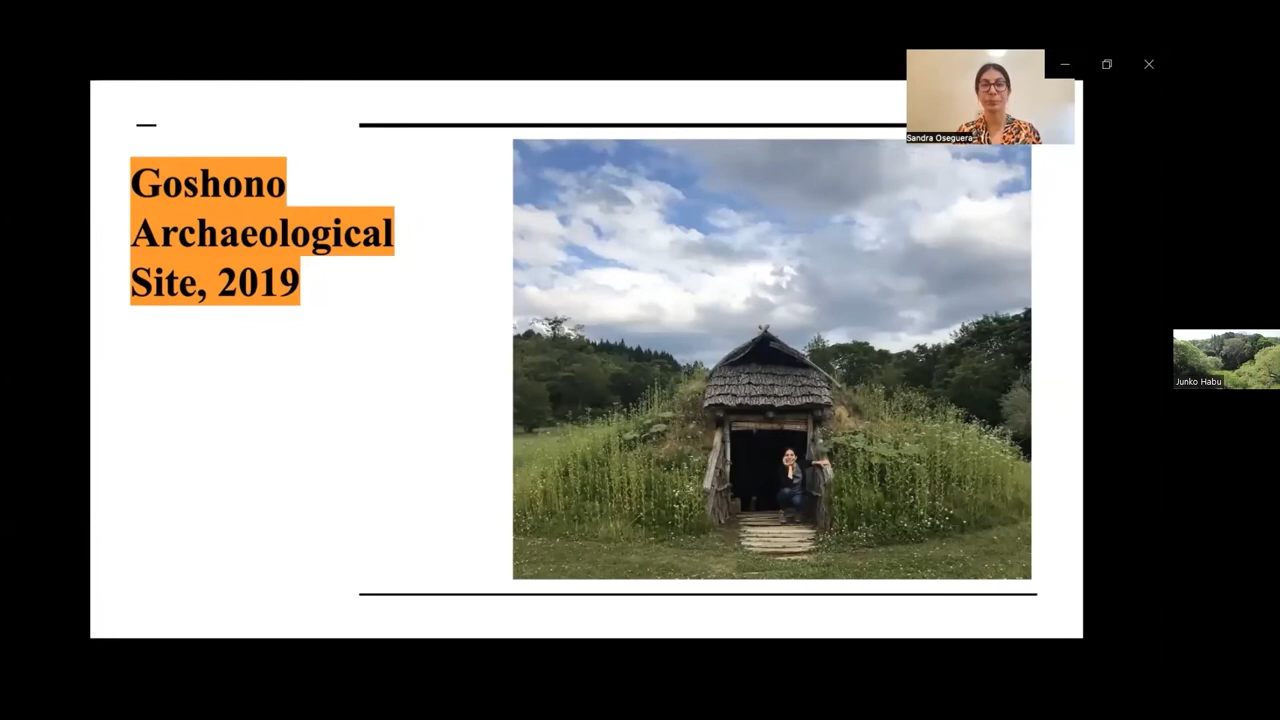 Sandra Oseguera
Goshono
Archaeological
Site, 2019
Junko Habu